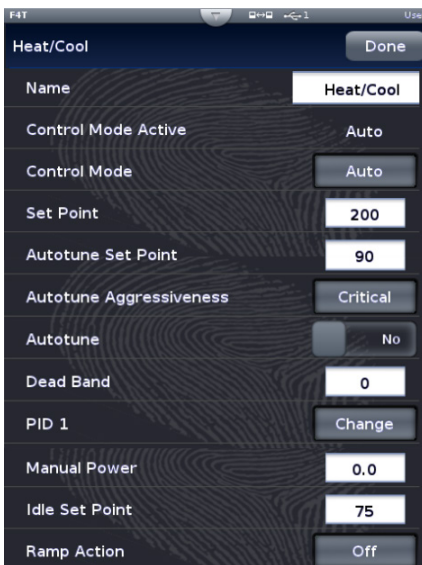 F4T 1 Use
Heat/Cool Done
Name Heat/Cool
Control Mode Active Auto
Control Mode Auto
Set Point 200
Autotune Set Point 90
Autotune Aggressiveness Critical
Autotune No
Dead Band 0
PID 1 Change
Manual Power 0.0
Idle Set Point 75
Ramp Action Off